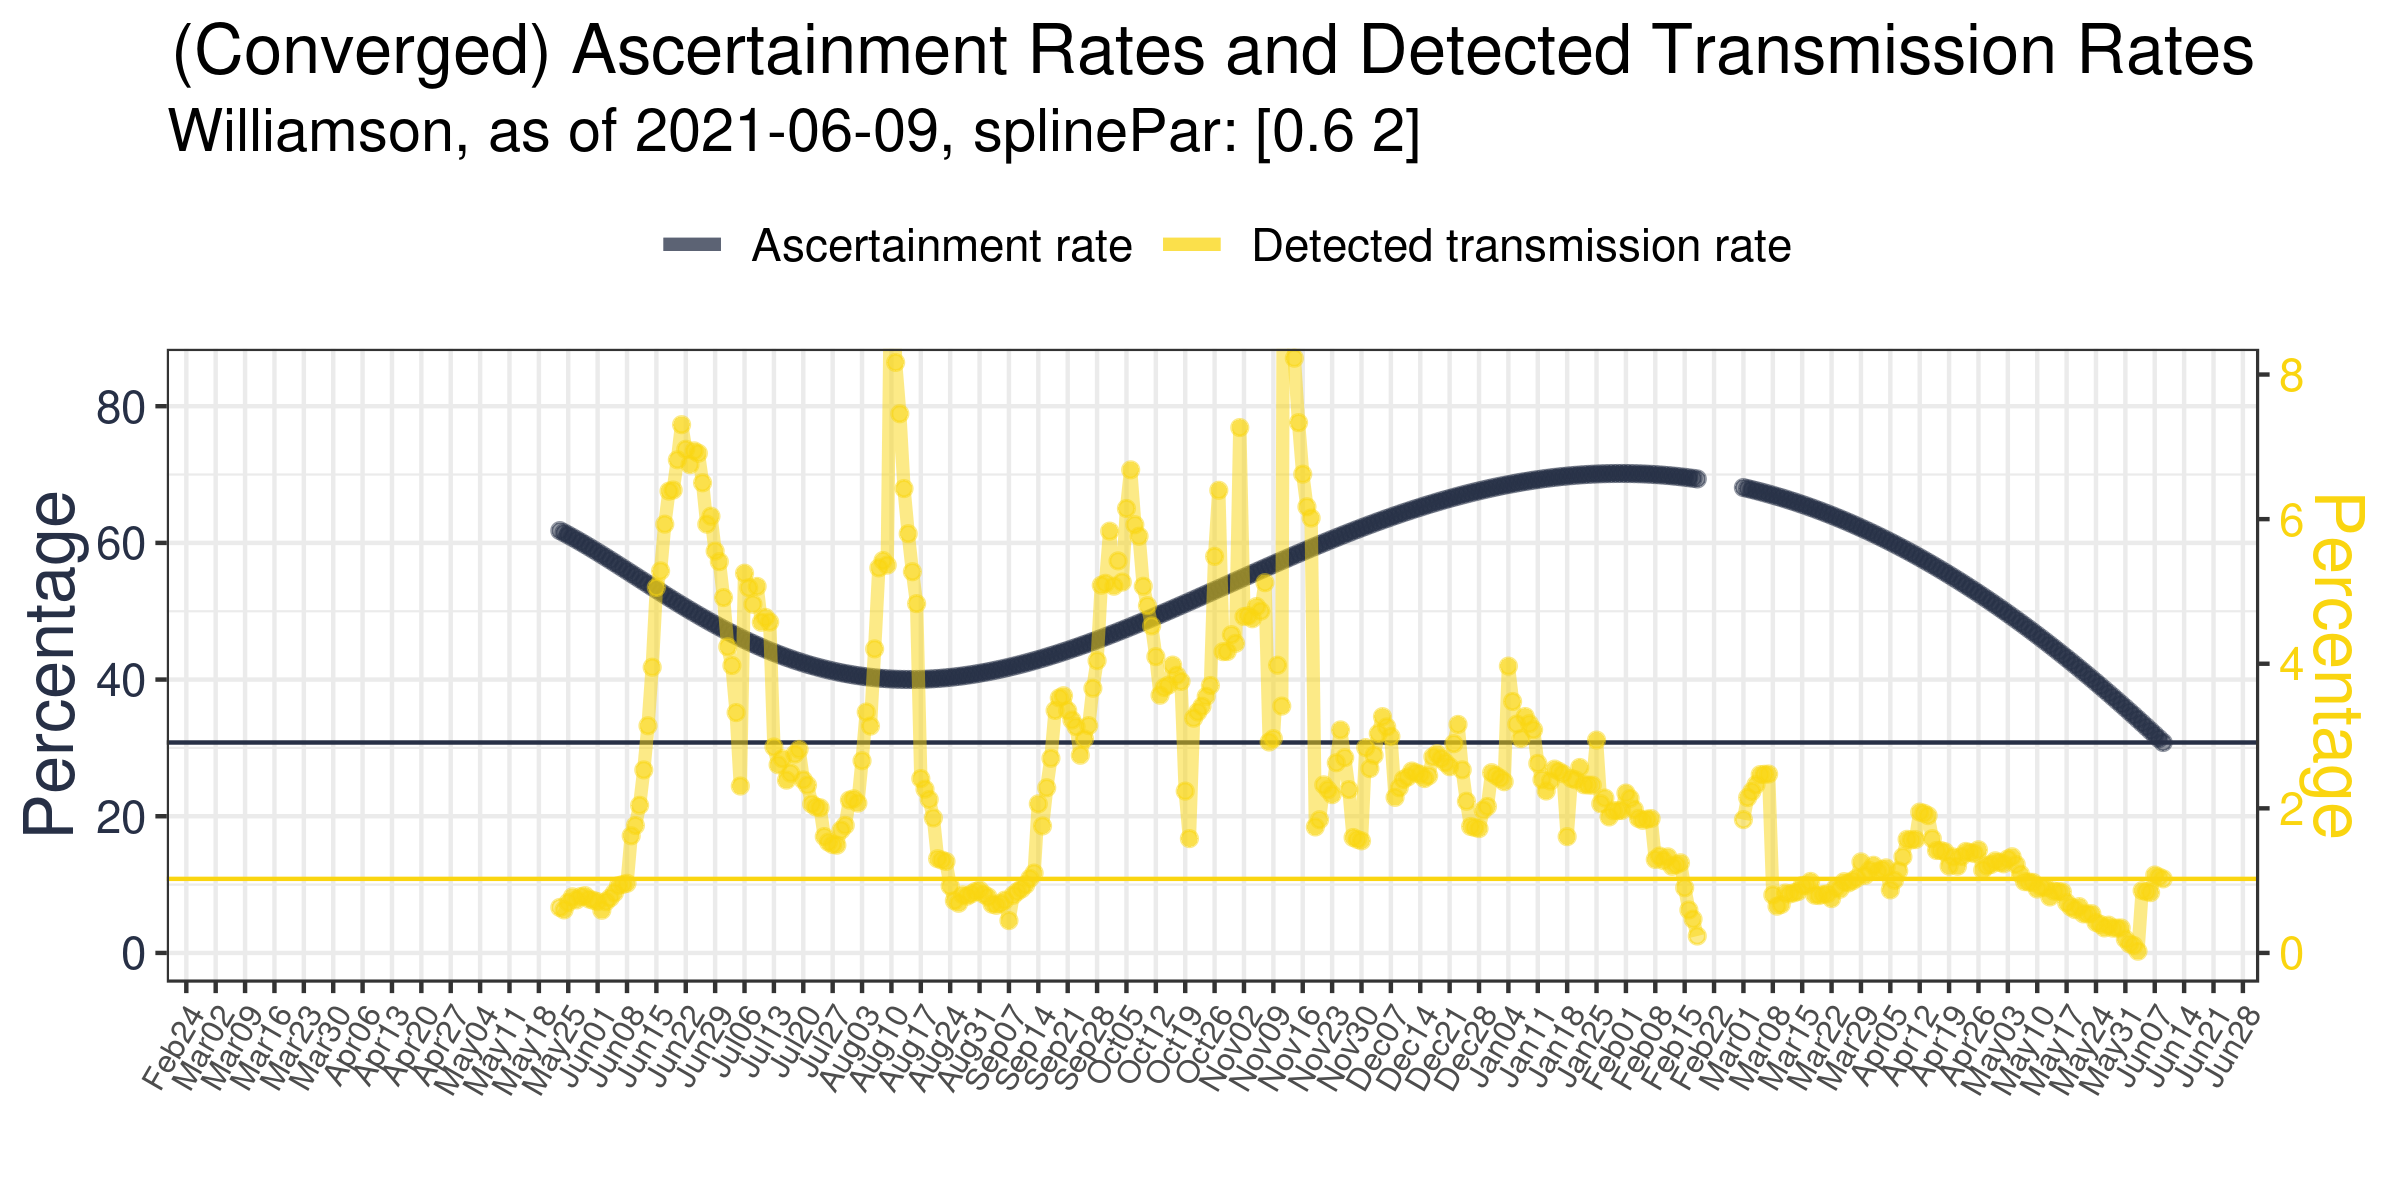 (Converged) Ascertainment Rates and Detected Transmission Rates
Williamson, as of 2021-06-09, splinePar: [0.6 2]
Ascertainment rate Detected transmission rate
Percentage
80
60
40
20
0
8
6
4
2
0
Percentage
Feb24 Mar02 Mar09 Mar16 Mar23 Mar30 Apr06 Apr13 Apr20 Apr27 May04 May11 May18 May25 Jun01 Jun08 Jun15 Jun22 Jun29 Jul06 Jul13 Jul20 Jul27 Aug03 Aug10 Aug17 Aug24 Aug31 Sep07 Sep14 Sep21 Sep28 Oct05 Oct12 Oct19 Oct26 Nov02 Nov09 Nov16 Nov23 Nov30 Dec07 Dec14 Dec21 Dec28 Jan04 Jan11 Jan18 Jan25 Feb01 Feb08 Feb15 Feb22 Mar01 Mar08 Mar15 Mar22 Mar29 Apr05 Apr12 Apr19 Apr26 May03 May10 May17 May24 May31 Jun07 Jun14 Jun21 Jun28